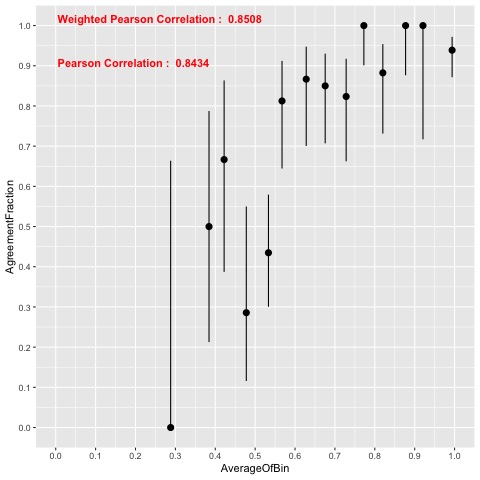 Weighted Pearson Correlation :  0.8508
Pearson Correlation :  0.8434
AgreementFraction
1.0
0.9
0.8
0.7
0.6
0.5
0.4
0.3
0.2
0.1
0.0
0.0 0.1 0.2 0.3 0.4 0.5 0.6 0.7 0.8 0.9 1.0
AverageOfBin